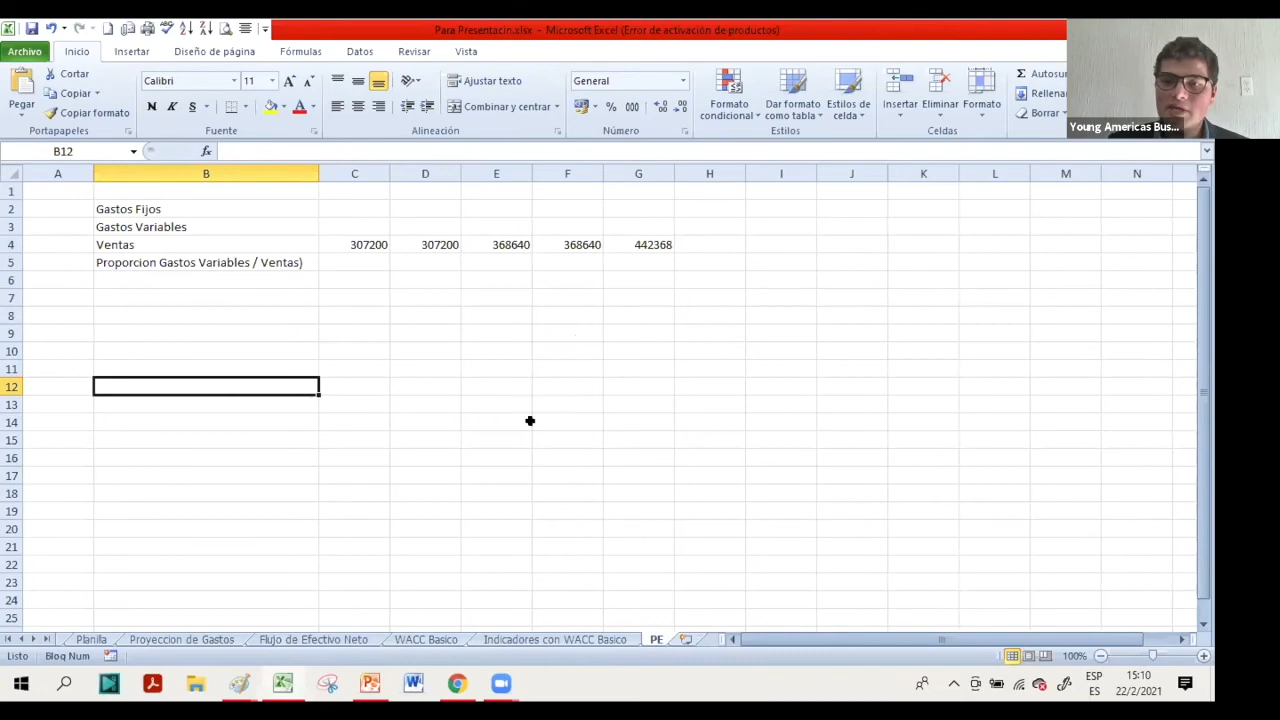 Para Presentacin.xlsx - Microsoft Excel (Error de activación de productos)
Archivo Inicio Insertar Diseño de página Fórmulas Datos Revisar Vista
Pegar
Cortar
Copiar
Copiar formato
Portapapeles
Calibri 11
N K S
Fuente
Ajustar texto
Combinar y centrar
Alineación
General
% 000
Número
Formato condicional
Dar formato como tabla
Estilos de celda
Estilos
Insertar Eliminar Formato
Celdas
Σ Autosu
Rellena
Borrar
Young Americas Bus...
B12 fx
A B C D E F G H I J K L M N
1
2 Gastos Fijos
3 Gastos Variables
4 Ventas 307200 307200 368640 368640 442368
5 Proporcion Gastos Variables / Ventas)
6
7
8
9
10
11
12
13
14
15
16
17
18
19
20
21
22
23
24
25
Planilla Proyeccion de Gastos Flujo de Efectivo Neto WACC Basico Indicadores con WACC Basico PE
Listo Bloq Num 100%
ESP
ES
15:10
22/2/2021